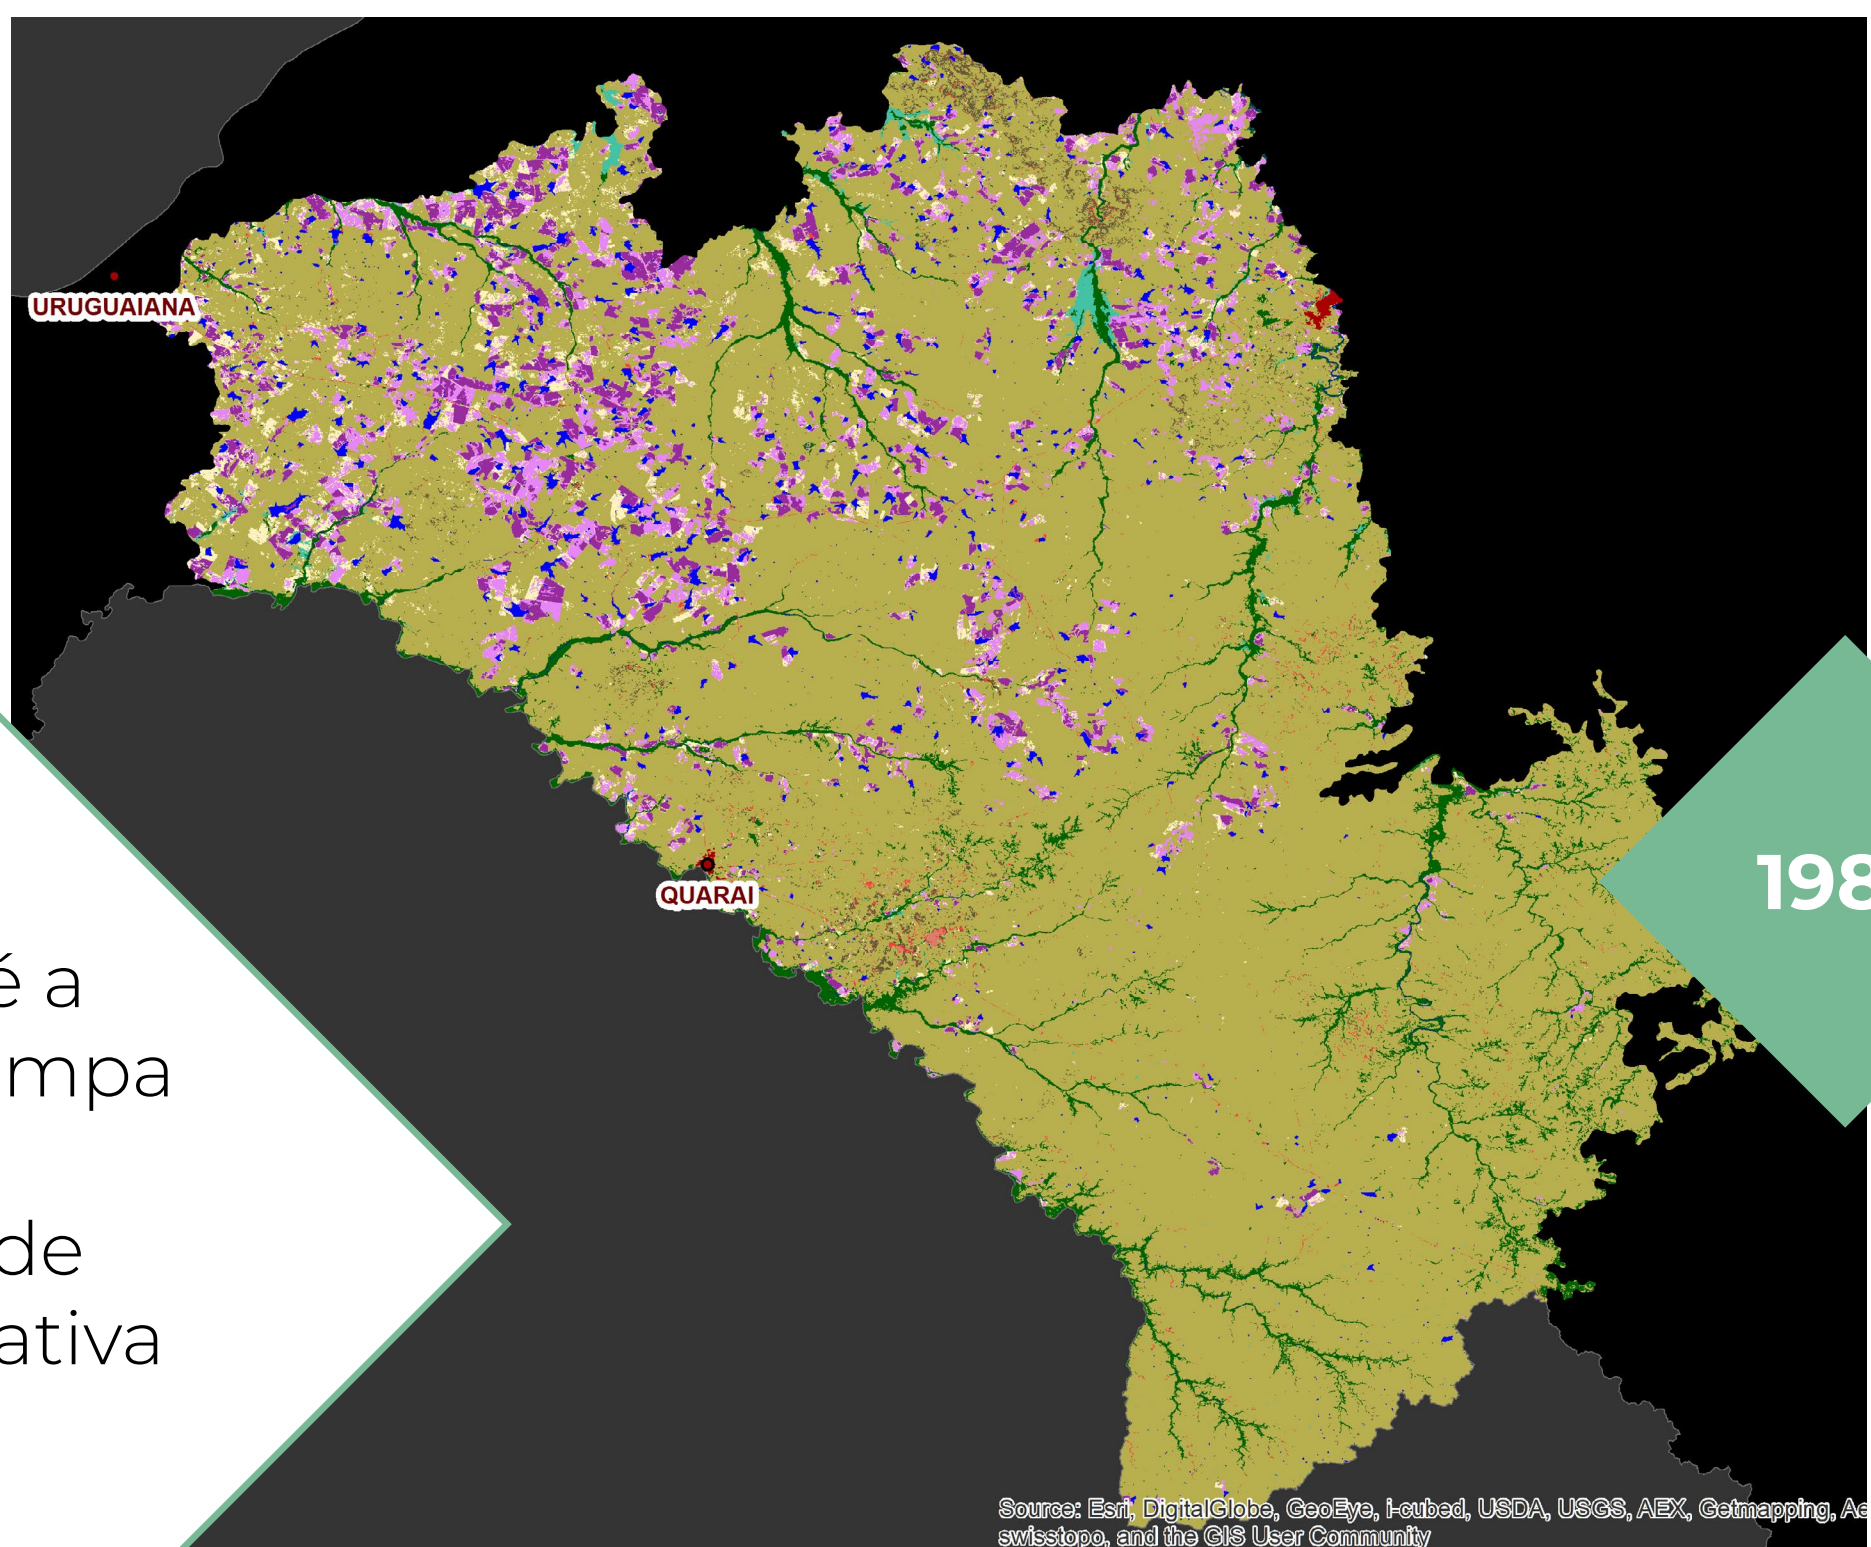 URUGUAIANA
QUARAI
198
é a
mpa
de
ativa
Source: Esri, DigitalGlobe, GeoEye, i-cubed, USDA, USGS, AEX, Getmapping, Ae
swisstopo, and the GIS User Community